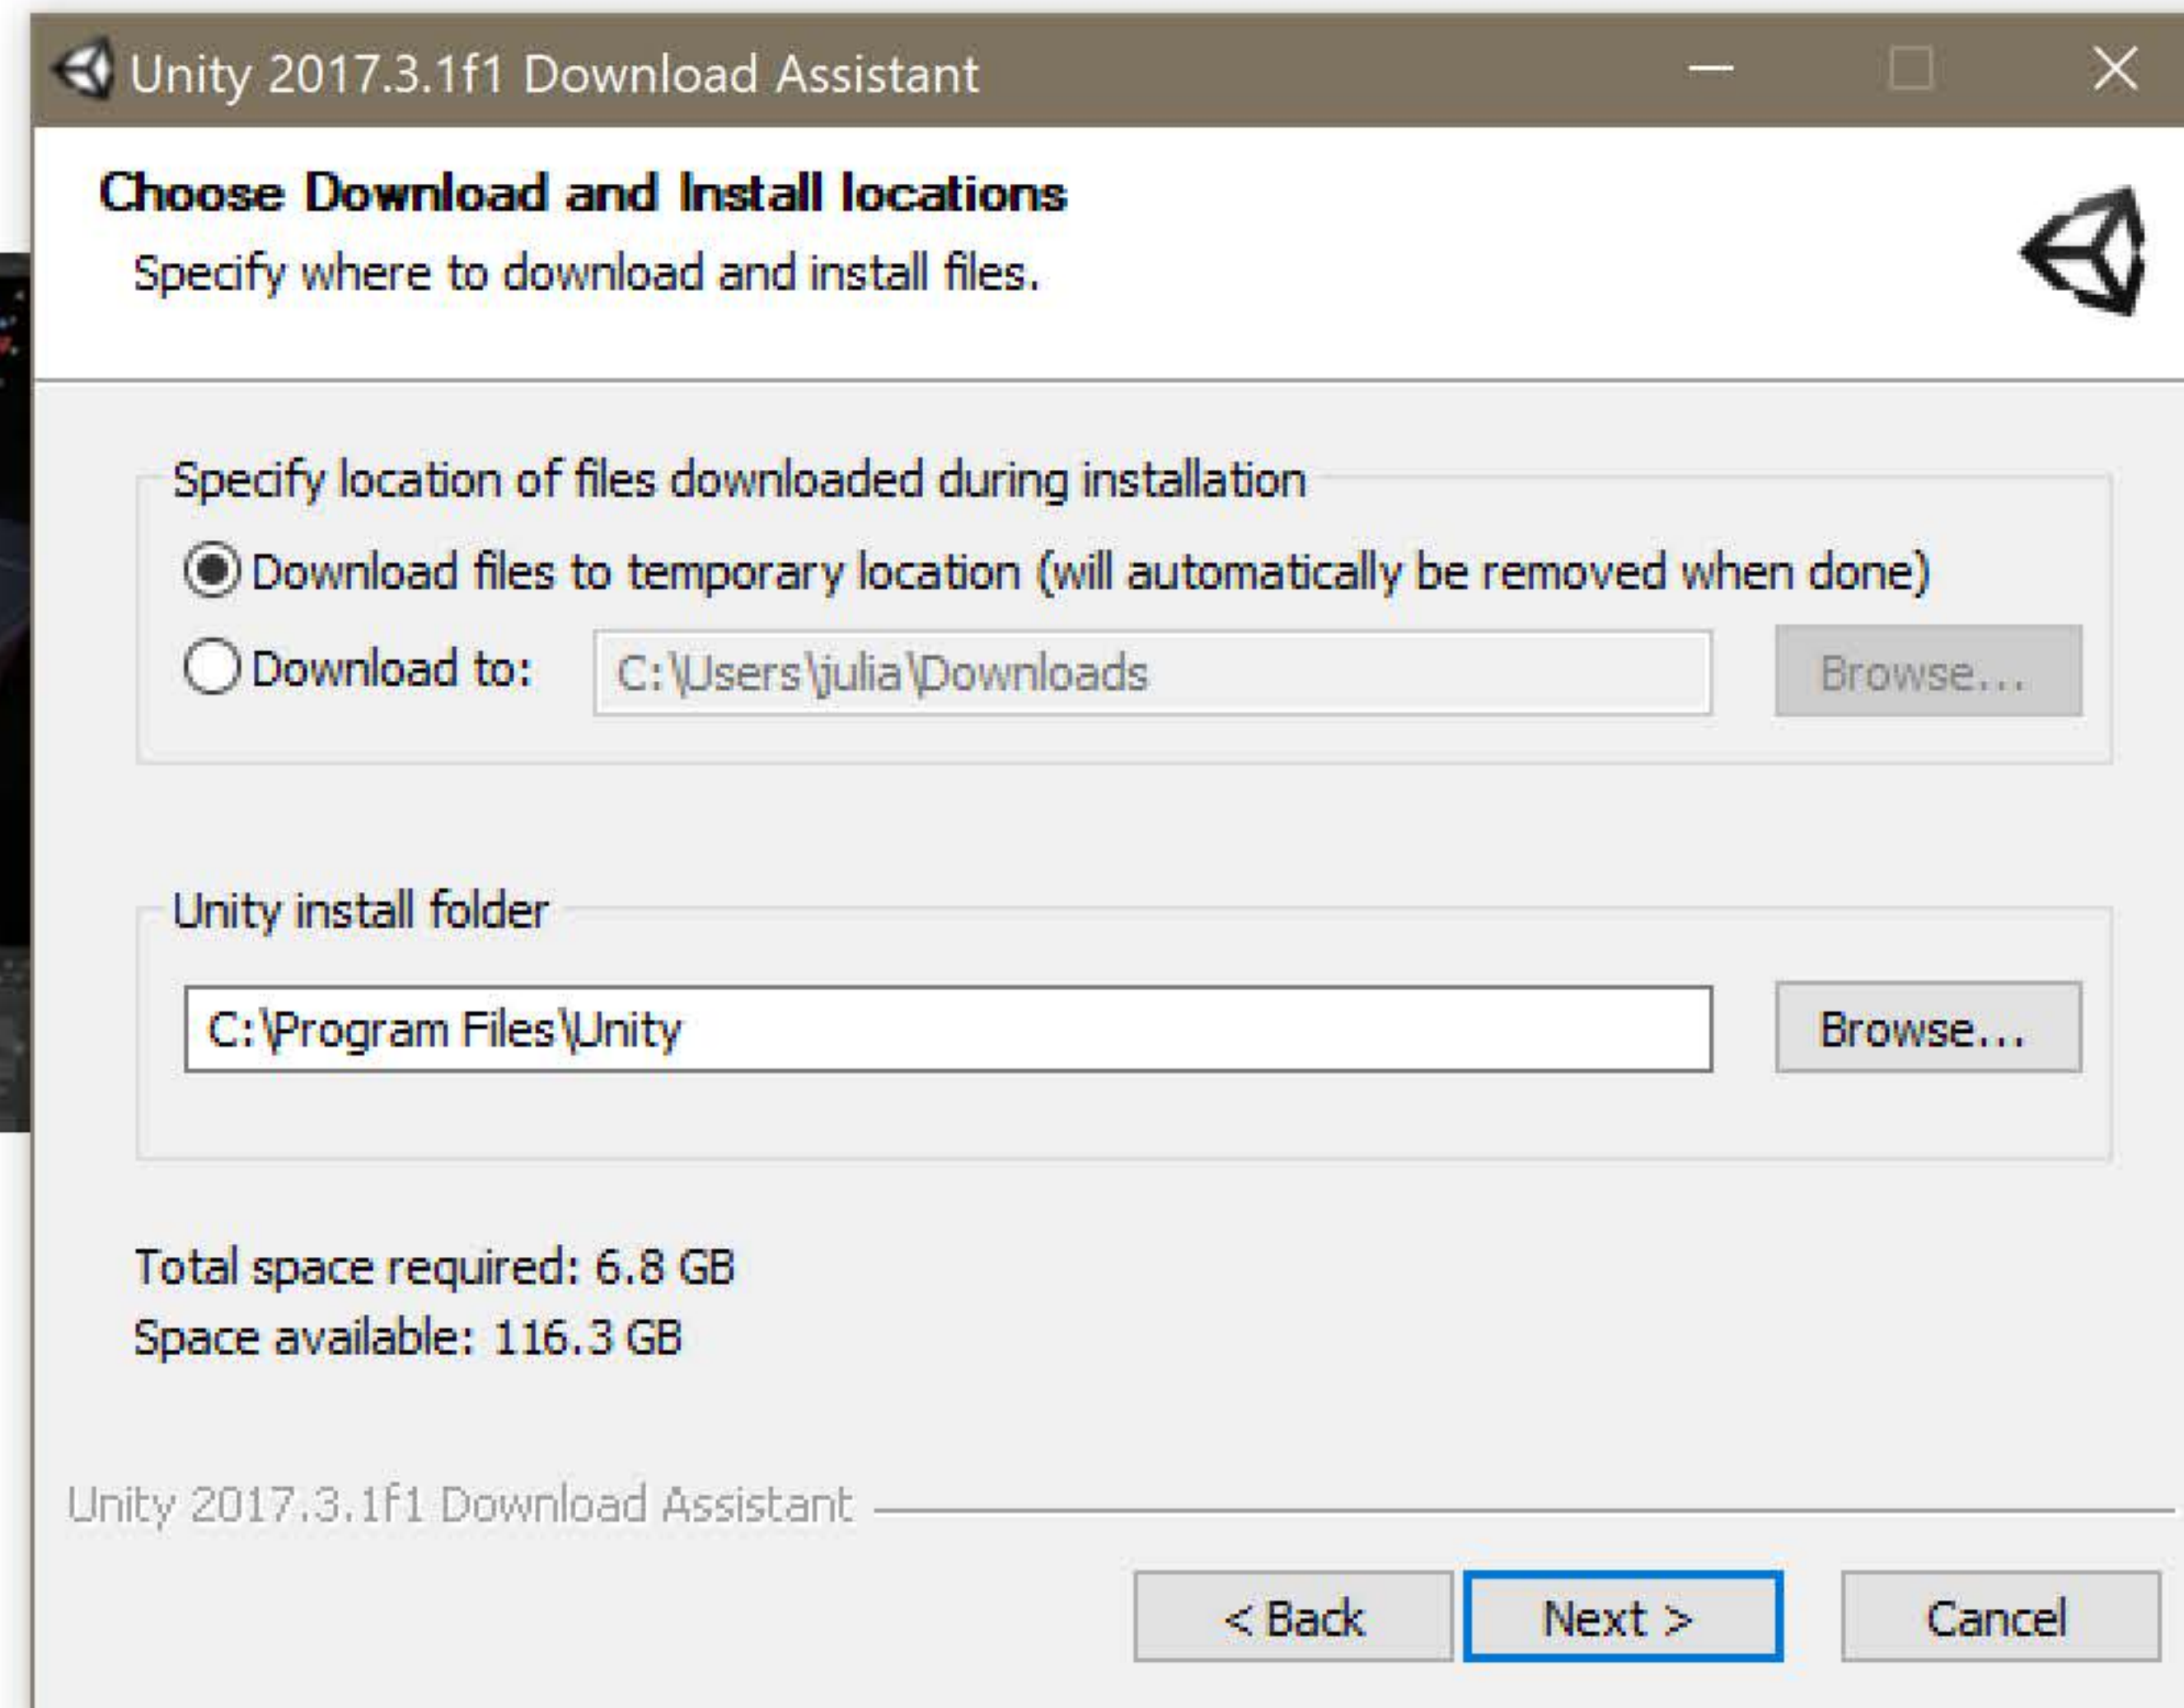 Unity 2017.3.1f1 Download Assistant
Choose Download and Install locations
Specify where to download and install files.
Specify location of files downloaded during installation
Download files to temporary location (will automatically be removed when done)
Download to: C:\Users\julia\Downloads Browse...
Unity install folder
C:\Program Files\Unity Browse...
Total space required: 6.8 GB
Space available: 116.3 GB
Unity 2017.3.1f1 Download Assistant
< Back Next > Cancel